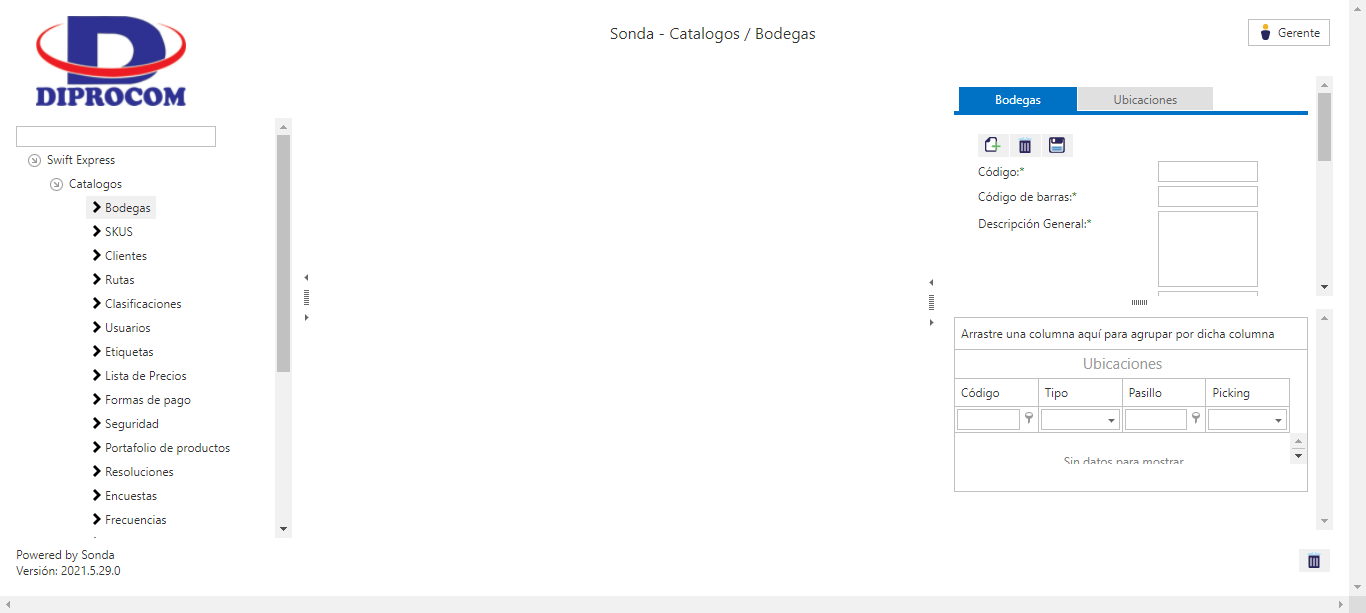 DIPROCOM
Sonda - Catalogos / Bodegas
Gerente
Swift Express
Catalogos
Bodegas
SKUS
Clientes
Rutas
Clasificaciones
Usuarios
Etiquetas
Lista de Precios
Formas de pago
Seguridad
Portafolio de productos
Resoluciones
Encuestas
Frecuencias
Powered by Sonda
Versión: 2021.5.29.0
Bodegas Ubicaciones
Código:*
Código de barras:*
Descripción General:*
Arrastre una columna aquí para agrupar por dicha columna
Ubicaciones
Código Tipo Pasillo Picking
Sin datos para mostrar